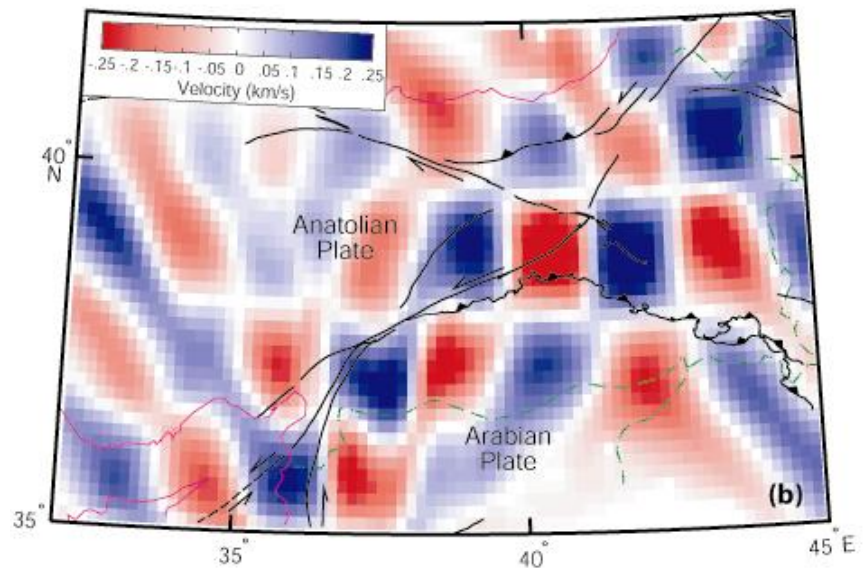 -.25 -.2 -.15 -.1 -.05 0 .05 .1 .15 .2 .25
Velocity (km/s)
40°
N
Anatolian
Plate
Arabian
Plate
(b)
35°
35°
40°
45° E